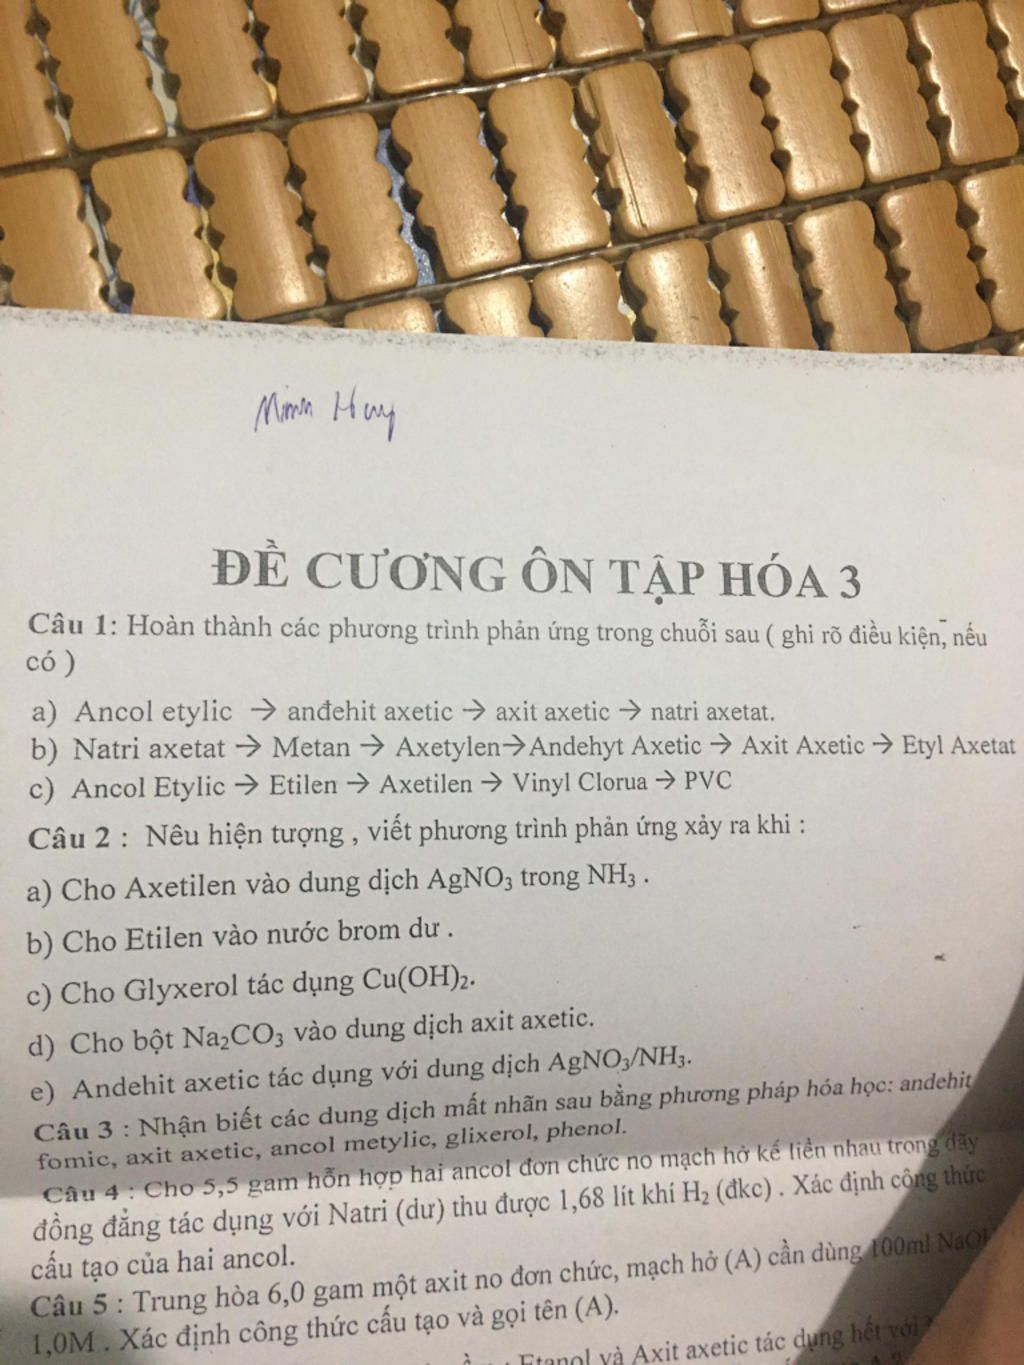 Minh Huy
ĐỀ CƯƠNG ÔN TẬP HÓA 3
Câu 1: Hoàn thành các phương trình phản ứng trong chuỗi sau ( ghi rõ điều kiện, nếu
có )
a) Ancol etylic → anđehit axetic → axit axetic → natri axetat.
b) Natri axetat → Metan → Axetylen→Andehyt Axetic → Axit Axetic → Etyl Axetat
c) Ancol Etylic → Etilen → Axetilen → Vinyl Clorua → PVC
Câu 2 : Nêu hiện tượng , viết phương trình phản ứng xảy ra khi :
a) Cho Axetilen vào dung dịch AgNO₃ trong NH₃ .
b) Cho Etilen vào nước brom dư .
c) Cho Glyxerol tác dụng Cu(OH)₂.
d) Cho bột Na₂CO₃ vào dung dịch axit axetic.
e) Andehit axetic tác dụng với dung dịch AgNO₃/NH₃.
Câu 3 : Nhận biết các dung dịch mất nhãn sau bằng phương pháp hóa học: andehit
fomic, axit axetic, ancol metylic, glixerol, phenol.
Câu 4 : Cho 5,5 gam hỗn hợp hai ancol đơn chức no mạch hở kế liền nhau trong dãy
đồng đẳng tác dụng với Natri (dư) thu được 1,68 lít khí H₂ (đkc) . Xác định công thức
cấu tạo của hai ancol.
Câu 5 : Trung hòa 6,0 gam một axit no đơn chức, mạch hở (A) cần dùng 100ml NaOH
1,0M . Xác định công thức cấu tạo và gọi tên (A).
Etanol và Axit axetic tác dụng hết với